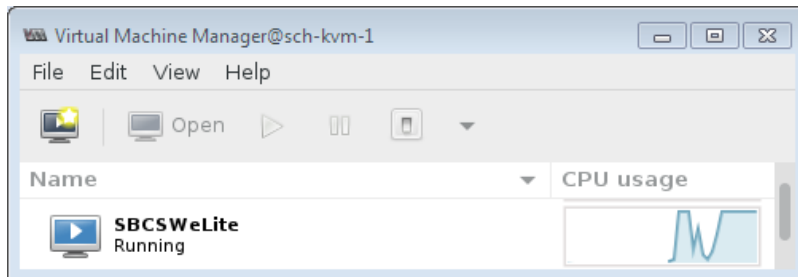 Virtual Machine Manager@sch-kvm-1
File Edit View Help
Open
Name CPU usage
SBCSWeLite
Running